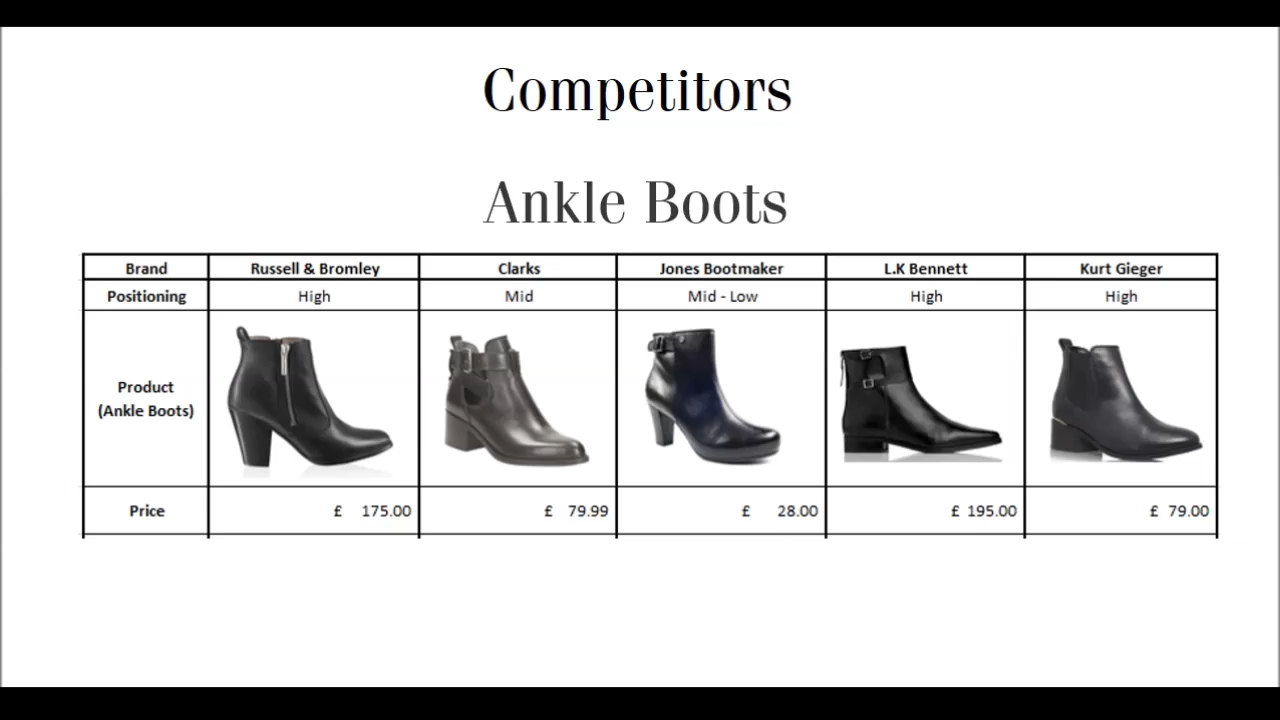 Competitors
Ankle Boots
Brand Russell & Bromley Clarks Jones Bootmaker L.K Bennett Kurt Gieger
Positioning High Mid Mid - Low High High
Product
(Ankle Boots)
Price £ 175.00 £ 79.99 £ 28.00 £ 195.00 £ 79.00